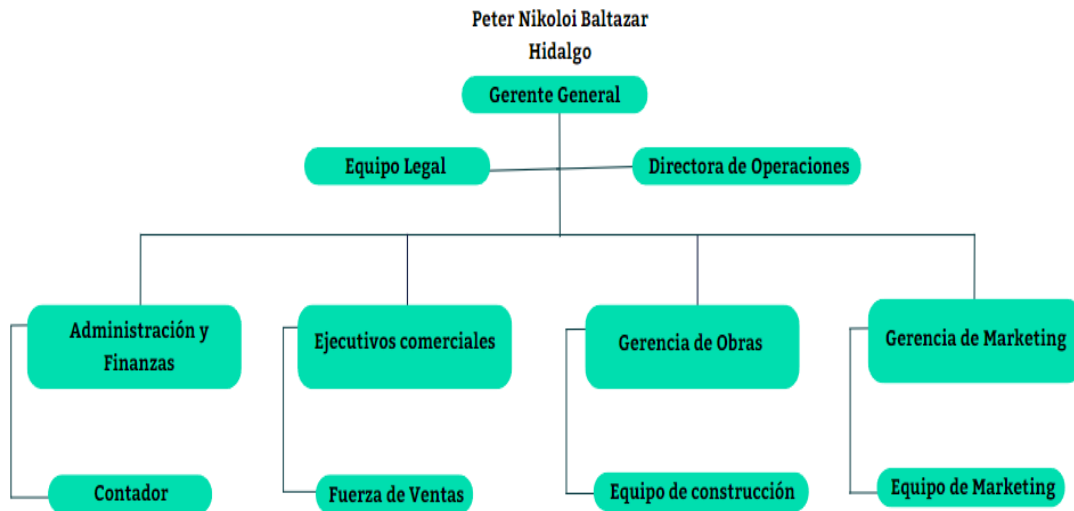 Peter Nikoloi Baltazar
Hidalgo
Gerente General
Equipo Legal
Directora de Operaciones
Administración y
Finanzas
Ejecutivos comerciales
Gerencia de Obras
Gerencia de Marketing
Contador
Fuerza de Ventas
Equipo de construcción
Equipo de Marketing